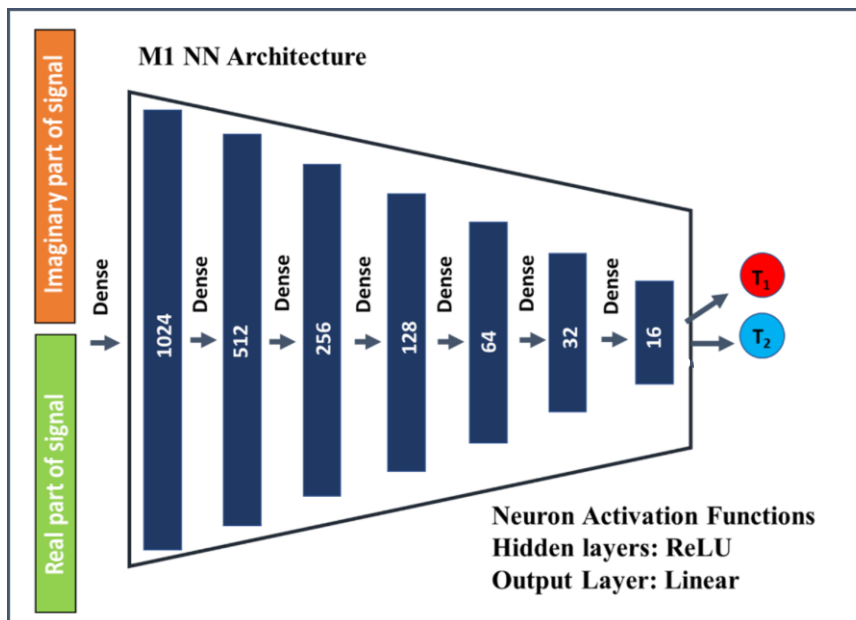 M1 NN Architecture
Imaginary part of signal
Real part of signal
Dense
1024
Dense
512
Dense
256
Dense
128
Dense
64
Dense
32
Dense
16
T₁
T₂
Neuron Activation Functions
Hidden layers: ReLU
Output Layer: Linear